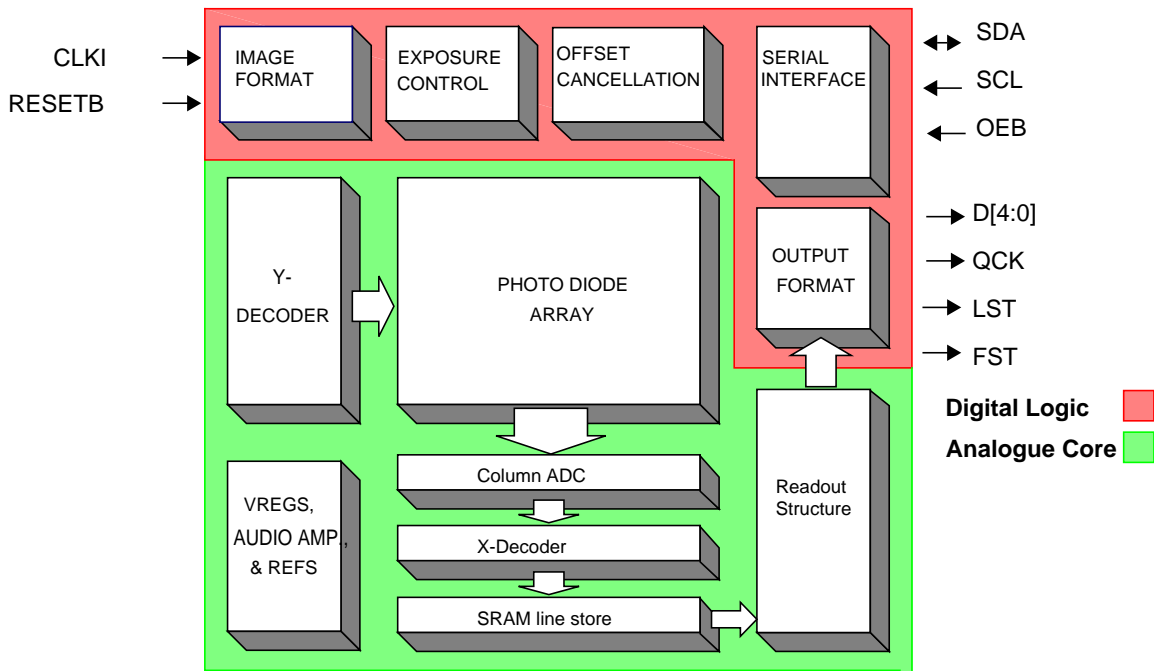 CLKI
RESETB
IMAGE
FORMAT
EXPOSURE
CONTROL
OFFSET
CANCELLATION
SERIAL
INTERFACE
SDA
SCL
OEB
Y-
DECODER
PHOTO DIODE
ARRAY
OUTPUT
FORMAT
D[4:0]
QCK
LST
FST
Digital Logic
Analogue Core
VREGS,
AUDIO AMP.,
& REFS
Column ADC
X-Decoder
SRAM line store
Readout
Structure